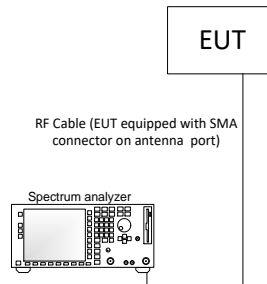 EUT
RF Cable (EUT equipped with SMA
connector on antenna port)
Spectrum analyzer